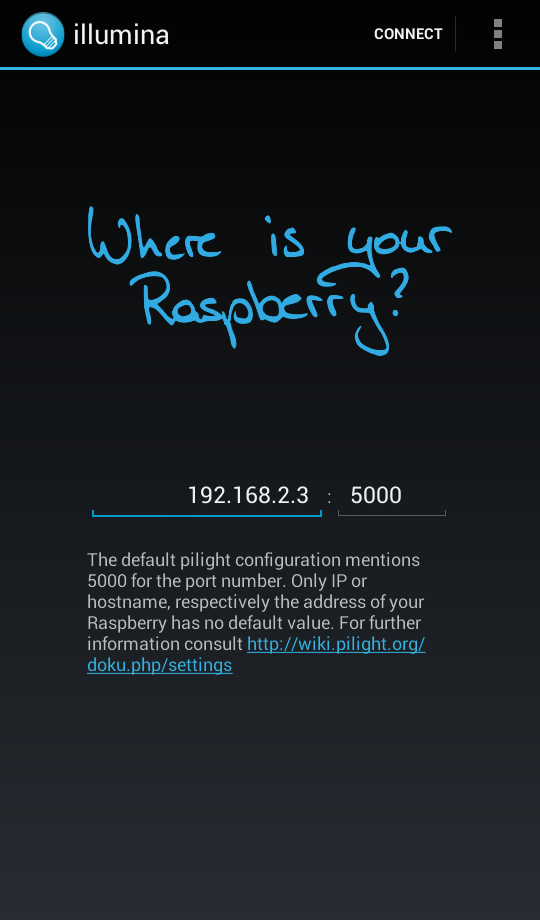 illumina CONNECT
Where is your
Raspberry?
192.168.2.3 : 5000
The default pilight configuration mentions
5000 for the port number. Only IP or
hostname, respectively the address of your
Raspberry has no default value. For further
information consult http://wiki.pilight.org/
doku.php/settings